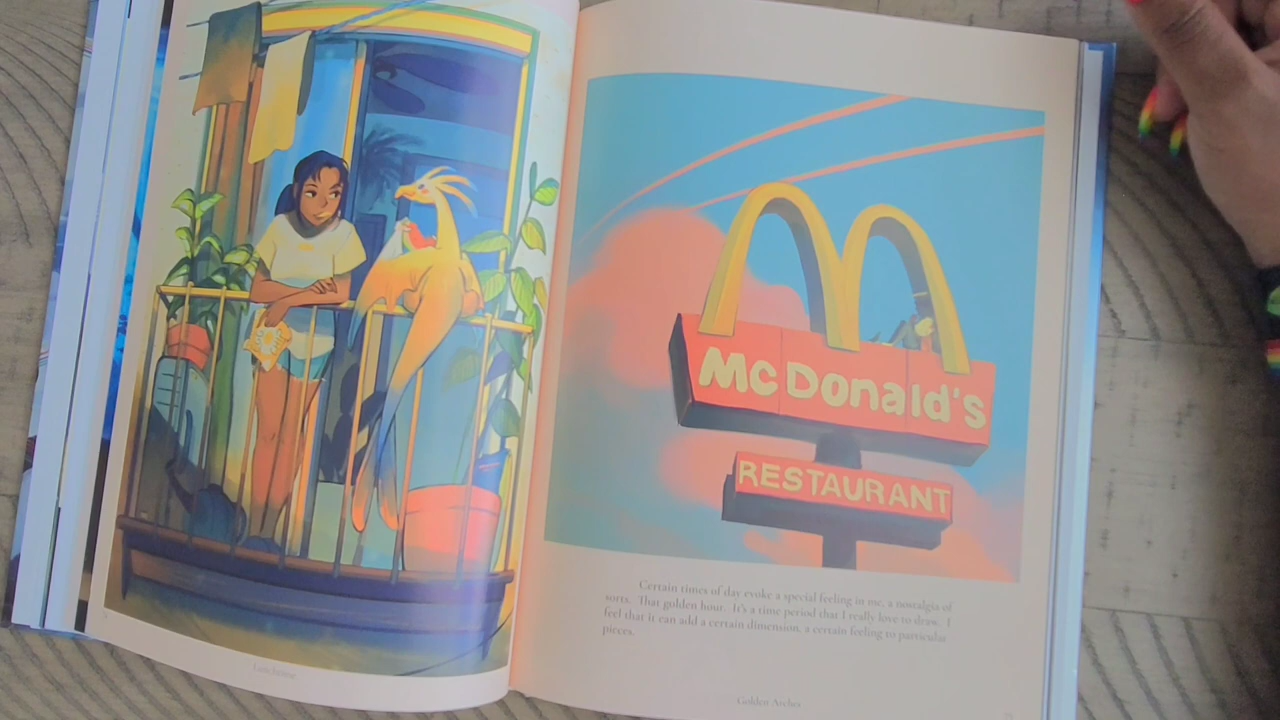 Lunchtime
McDonald's
RESTAURANT
Certain times of day evoke a special feeling in me, a nostalgia of
sorts. That golden hour. It's a time period that I really love to draw. I
feel that it can add a certain dimension, a certain feeling to particular
pieces.
Golden Arches